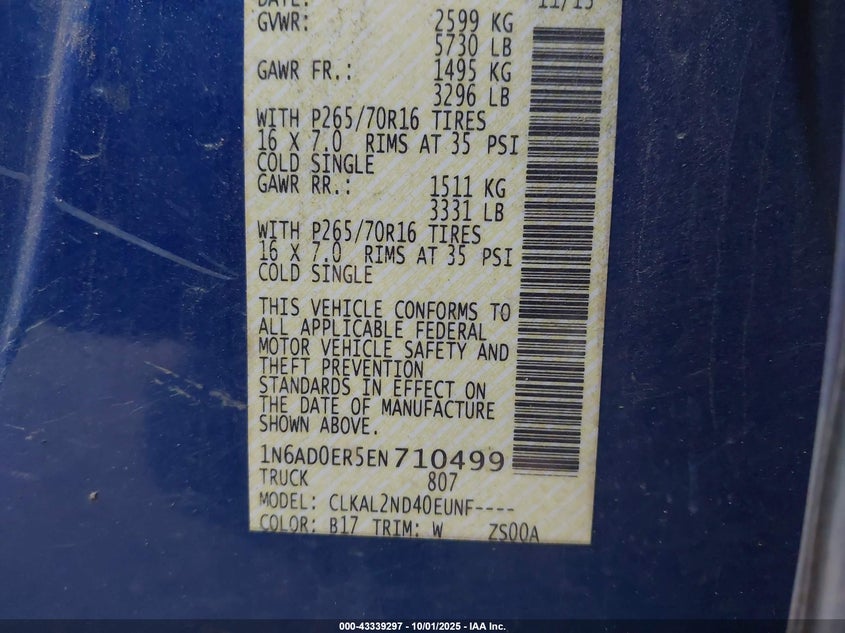 DATE: 11/13
GVWR: 2599 KG
5730 LB
GAWR FR.: 1495 KG
3296 LB
WITH P265/70R16 TIRES
16 X 7.0 RIMS AT 35 PSI
COLD SINGLE
GAWR RR.: 1511 KG
3331 LB
WITH P265/70R16 TIRES
16 X 7.0 RIMS AT 35 PSI
COLD SINGLE
THIS VEHICLE CONFORMS TO
ALL APPLICABLE FEDERAL
MOTOR VEHICLE SAFETY AND
THEFT PREVENTION
STANDARDS IN EFFECT ON
THE DATE OF MANUFACTURE
SHOWN ABOVE.
1N6AD0ER5EN710499
TRUCK 807
MODEL: CLKAL2ND40EUNF----
COLOR: B17 TRIM: W ZS00A
000-43339297 - 10/01/2025 - IAA Inc.